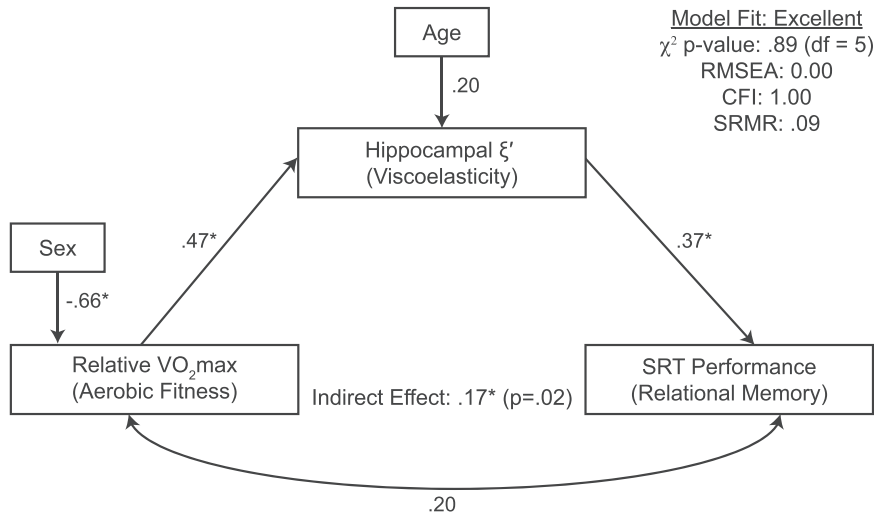 Age
Model Fit: Excellent
χ² p-value: .89 (df = 5)
RMSEA: 0.00
CFI: 1.00
SRMR: .09
.20
Hippocampal ξ′
(Viscoelasticity)
.47*
.37*
Sex
-.66*
Relative VO₂max
(Aerobic Fitness)
Indirect Effect: .17* (p=.02)
SRT Performance
(Relational Memory)
.20